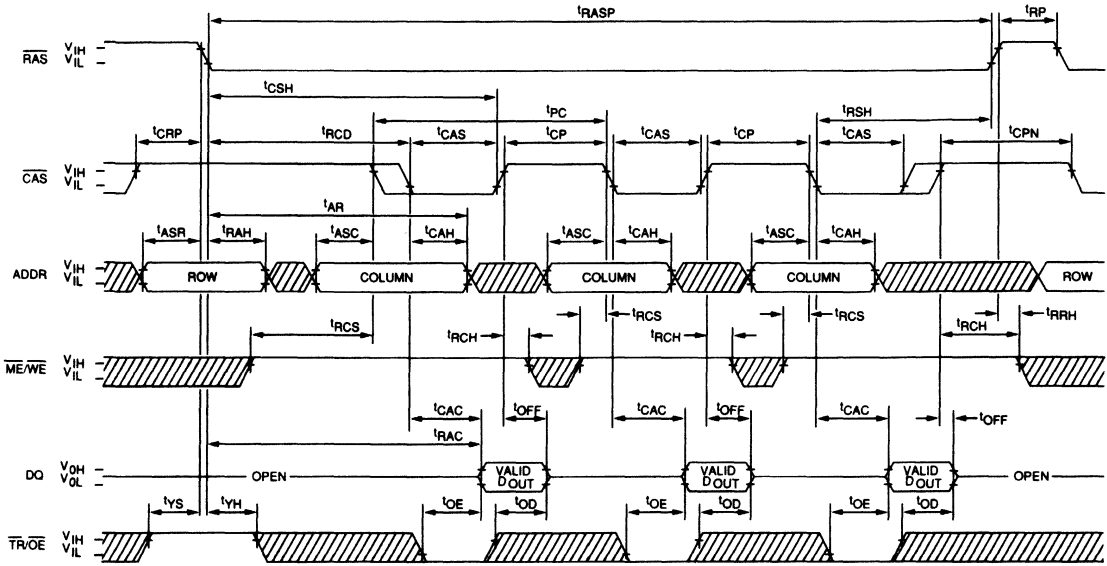 tRASP tRP
RAS VIH VIL
tCSH
tPC tRSH
tCRP tRCD tCAS tCP tCAS tCP tCAS tCPN
CAS VIH VIL
tAR
tASR tRAH tASC tCAH tASC tCAH tASC tCAH
ADDR VIH VIL ROW COLUMN COLUMN COLUMN ROW
tRCS tRCH tRCS tRCH tRCS tRCH tRRH
ME/WE VIH VIL
tCAC tOFF tCAC tOFF tCAC tOFF
tRAC
DQ VOH VOL OPEN VALID DOUT VALID DOUT VALID DOUT OPEN
tYS tYH tOE tOD tOE tOD tOE tOD
TR/OE VIH VIL